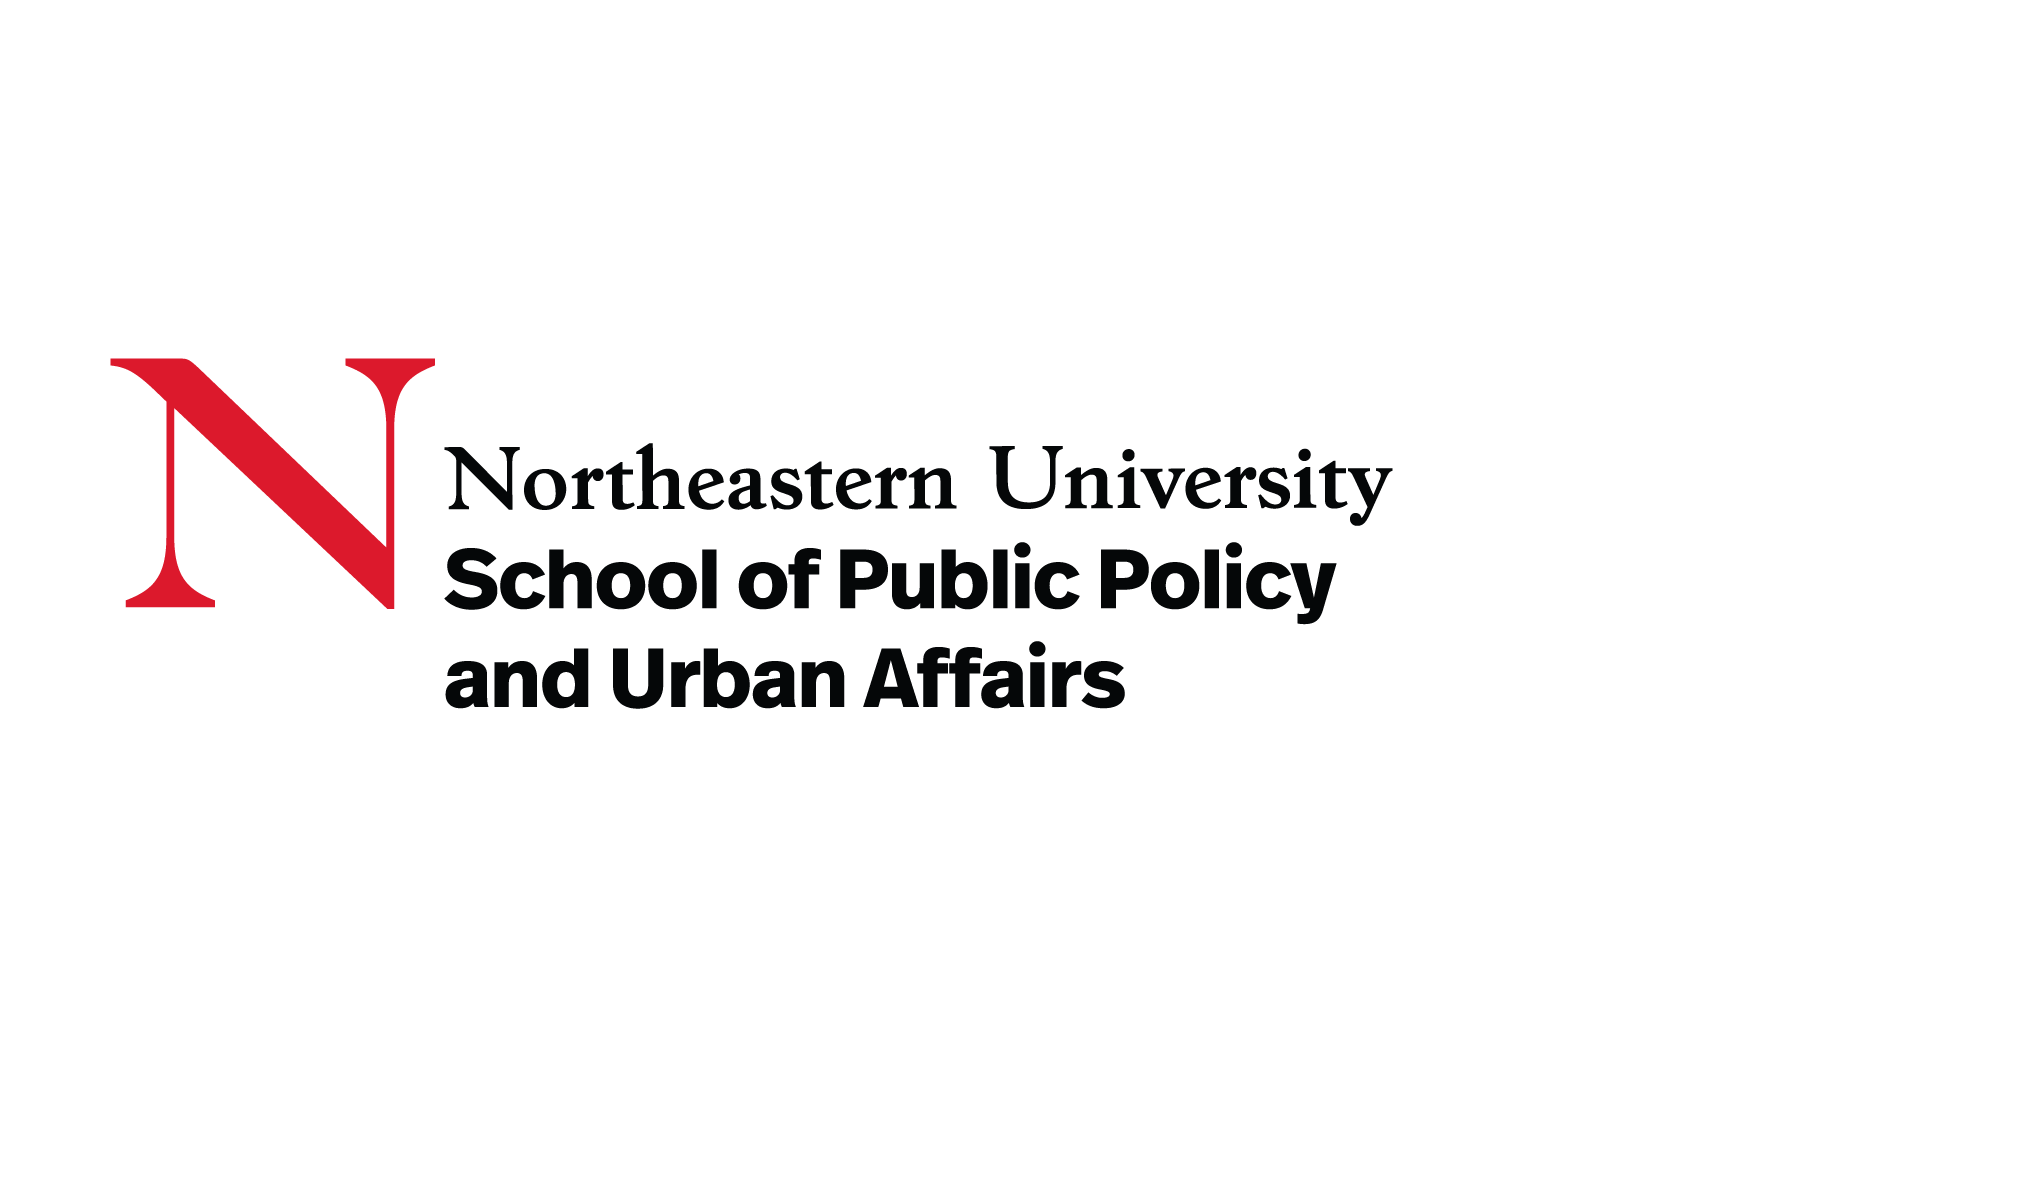 N
Northeastern University
School of Public Policy
and Urban Affairs